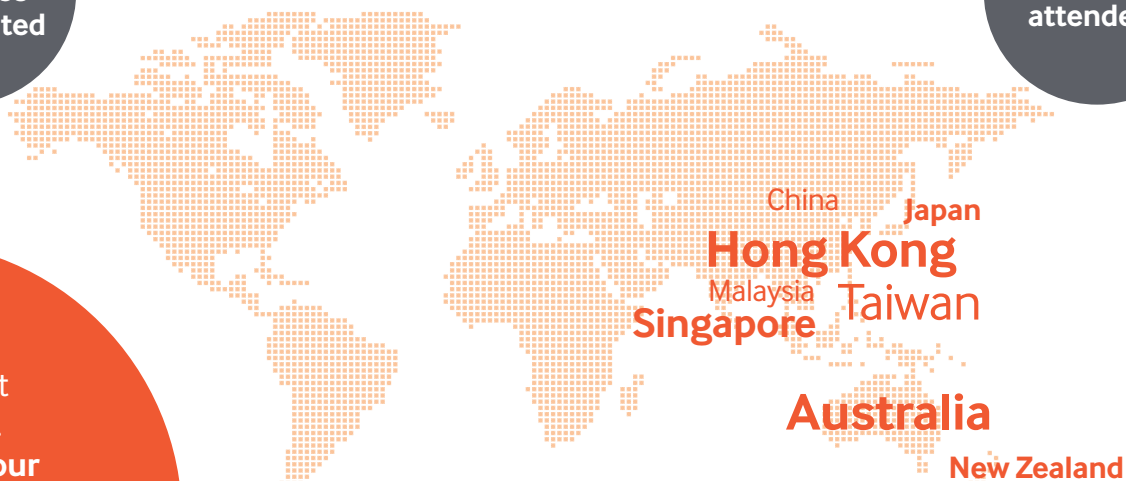 ted
attende
China
Japan
Hong Kong
Malaysia
Taiwan
Singapore
Australia
our
New Zealand